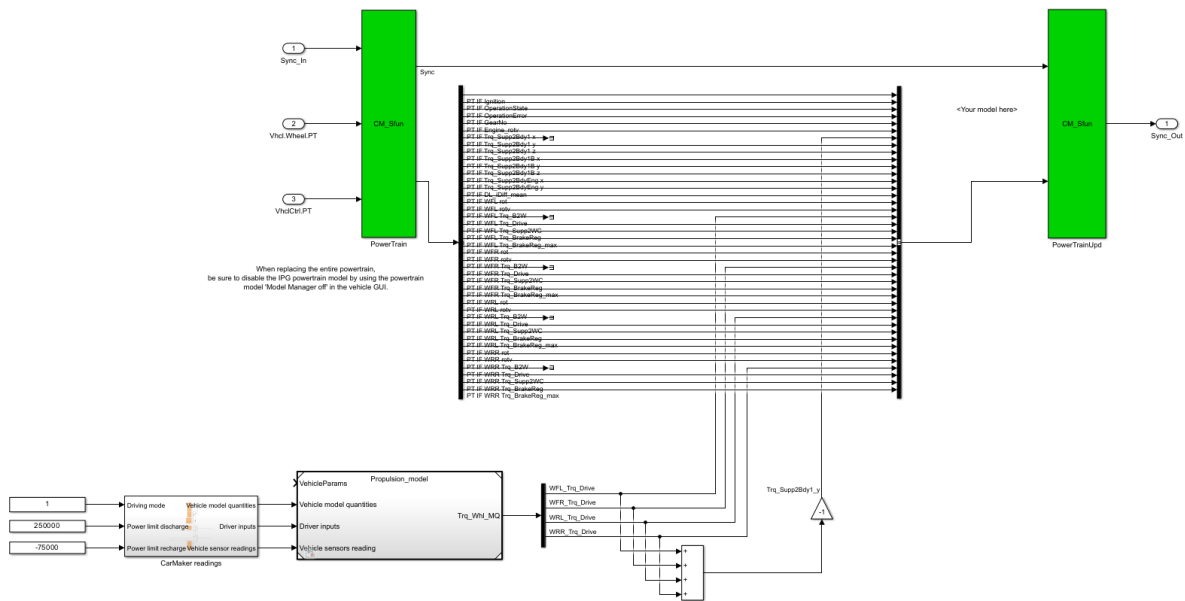 1
Sync_In
2
Vhcl.Wheel.PT
3
VhclCtrl.PT
CM_Sfun
PowerTrain
Sync
<Your model here>
CM_Sfun
PowerTrainUpd
1
Sync_Out
When replacing the entire powertrain,
be sure to disable the IPG powertrain model by using the powertrain
model 'Model Manager off' in the vehicle GUI.
PT IF Ignition
PT IF OperationState
PT IF OperationError
PT IF GearNo
PT IF Engine_rotv
PT IF Trq_Supp2Bdy1 x
PT IF Trq_Supp2Bdy1 y
PT IF Trq_Supp2Bdy1 z
PT IF Trq_Supp2Bdy1B x
PT IF Trq_Supp2Bdy1B y
PT IF Trq_Supp2Bdy1B z
PT IF Trq_Supp2BdyEng x
PT IF Trq_Supp2BdyEng y
PT IF DL_iDiff_mean
PT IF WFL rot
PT IF WFL rotv
PT IF WFL Trq_B2W
PT IF WFL Trq_Drive
PT IF WFL Trq_Supp2WC
PT IF WFL Trq_BrakeReg
PT IF WFL Trq_BrakeReg_max
PT IF WFR rot
PT IF WFR rotv
PT IF WFR Trq_B2W
PT IF WFR Trq_Drive
PT IF WFR Trq_Supp2WC
PT IF WFR Trq_BrakeReg
PT IF WFR Trq_BrakeReg_max
PT IF WRL rot
PT IF WRL rotv
PT IF WRL Trq_B2W
PT IF WRL Trq_Drive
PT IF WRL Trq_Supp2WC
PT IF WRL Trq_BrakeReg
PT IF WRL Trq_BrakeReg_max
PT IF WRR rot
PT IF WRR rotv
PT IF WRR Trq_B2W
PT IF WRR Trq_Drive
PT IF WRR Trq_Supp2WC
PT IF WRR Trq_BrakeReg
PT IF WRR Trq_BrakeReg_max
1
250000
-75000
Driving mode
Power limit discharge
Power limit recharge
Vehicle model quantities
Driver inputs
Vehicle sensor readings
CarMaker readings
Propulsion_model
VehicleParams
Vehicle model quantities
Driver inputs
Vehicle sensors reading
Trq_Whl_MQ
WFL_Trq_Drive
WFR_Trq_Drive
WRL_Trq_Drive
WRR_Trq_Drive
+
+
+
+
Trq_Supp2Bdy1_y
-1